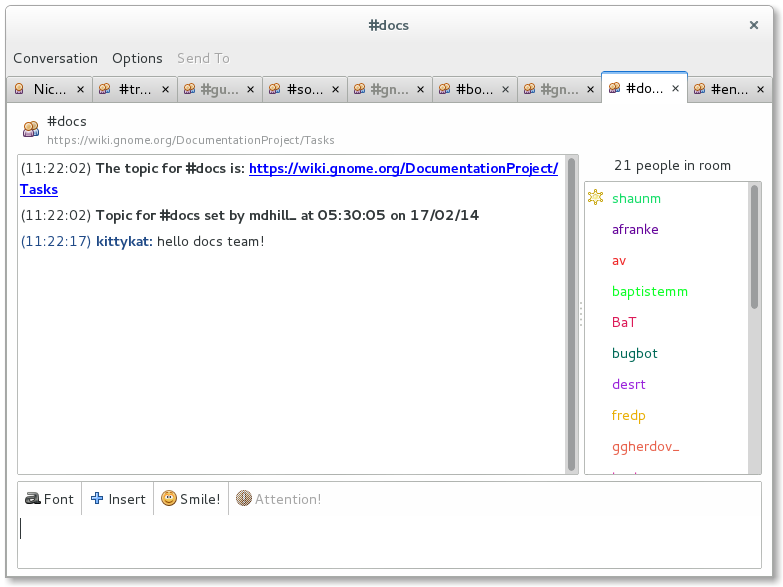 #docs
Conversation Options Send To
Nic... #tr... #gu... #so... #gn... #bo... #gn... #do... #en...
#docs
https://wiki.gnome.org/DocumentationProject/Tasks
21 people in room
(11:22:02) The topic for #docs is: https://wiki.gnome.org/DocumentationProject/
Tasks
(11:22:02) Topic for #docs set by mdhill_ at 05:30:05 on 17/02/14
(11:22:17) kittykat: hello docs team!
shaunm
afranke
av
baptistemm
BaT
bugbot
desrt
fredp
ggherdov_
Font Insert Smile! Attention!